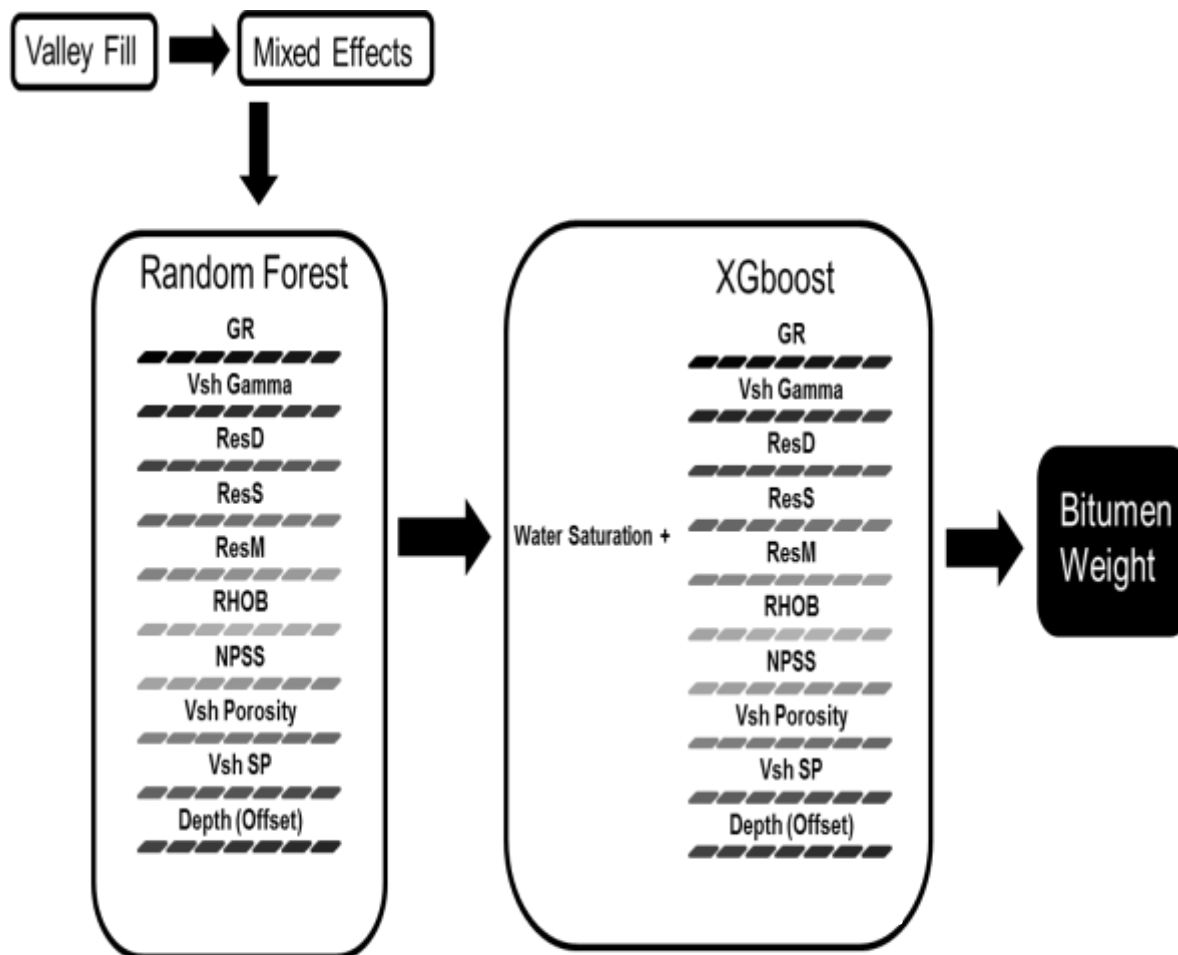 Valley Fill
Mixed Effects
Random Forest
GR
Vsh Gamma
ResD
ResS
ResM
RHOB
NPSS
Vsh Porosity
Vsh SP
Depth (Offset)
Water Saturation +
XGboost
GR
Vsh Gamma
ResD
ResS
ResM
RHOB
NPSS
Vsh Porosity
Vsh SP
Depth (Offset)
Bitumen
Weight